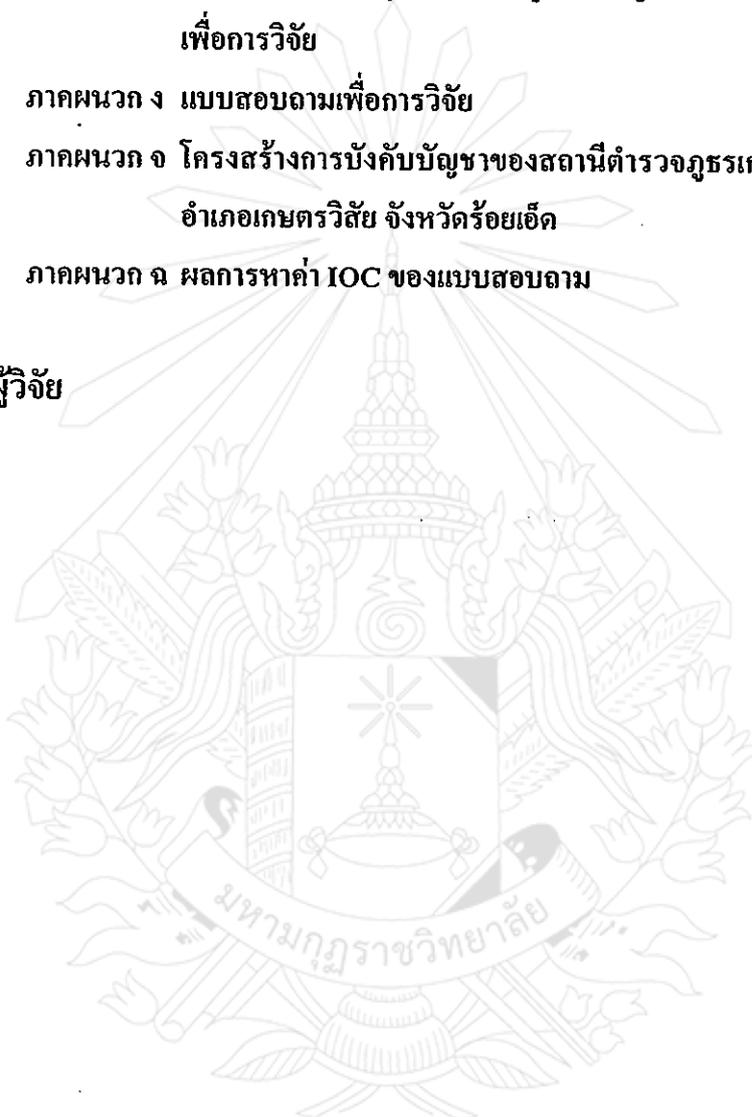 เพื่อการวิจัย
ภาคผนวก ง แบบสอบถามเพื่อการวิจัย
ภาคผนวก จ โครงสร้างการบังคับบัญชาของสถานีตำรวจภูธร
อำเภอเกษตรวิสัย จังหวัดร้อยเอ็ด
ภาคผนวก ฉ ผลการหาค่า IOC ของแบบสอบถาม
ผู้วิจัย
มหามกุฏราชวิทยาลัย